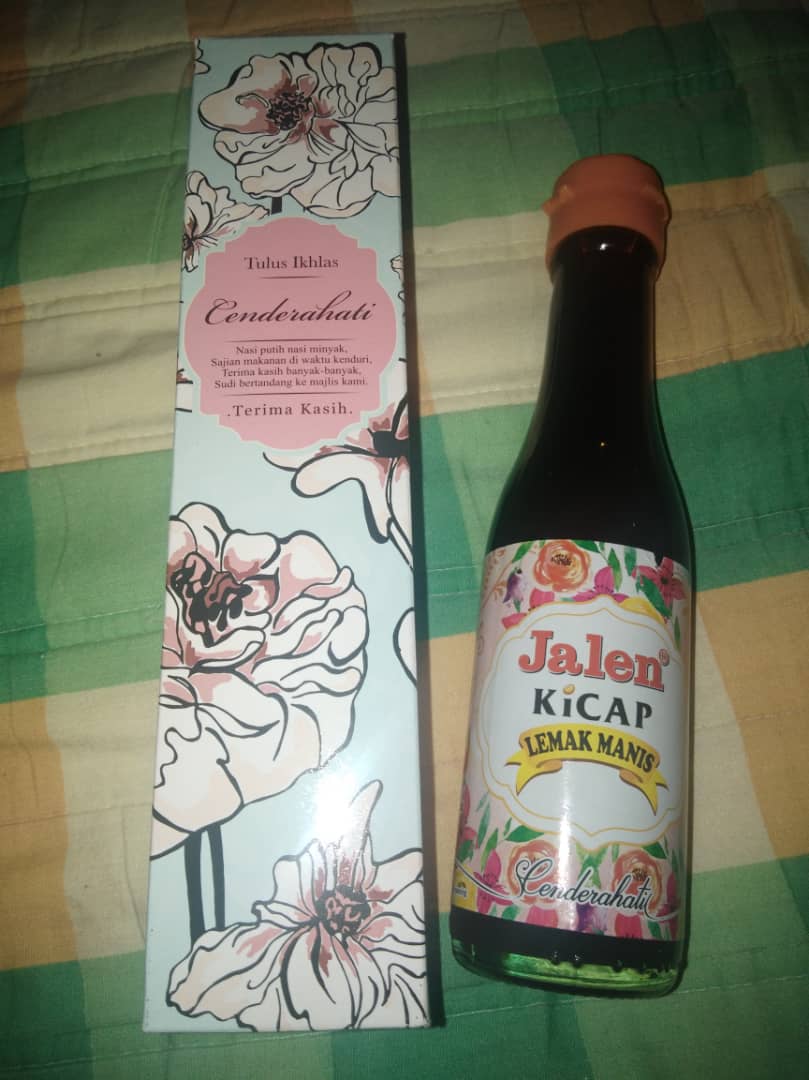 Tulus Ikhlas
Cenderahati
Nasi putih nasi minyak,
Sajian makanan di waktu kenduri,
Terima kasih banyak-banyak,
Sudi bertandang ke majlis kami.
.Terima Kasih.
Jalen
KiCAP
LEMAK MANIS
Cenderahati